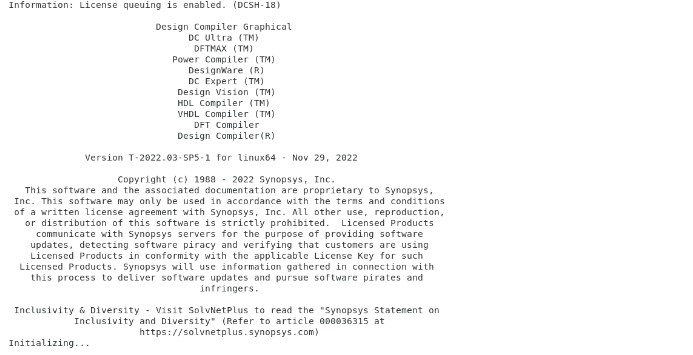 Information: License queuing is enabled. (DCSH-18)
Design Compiler Graphical
DC Ultra (TM)
DFTMAX (TM)
Power Compiler (TM)
DesignWare (R)
DC Expert (TM)
Design Vision (TM)
HDL Compiler (TM)
VHDL Compiler (TM)
DFT Compiler
Design Compiler(R)
Version T-2022.03-SP5-1 for linux64 - Nov 29, 2022
Copyright (c) 1988 - 2022 Synopsys, Inc.
This software and the associated documentation are proprietary to Synopsys,
Inc. This software may only be used in accordance with the terms and conditions
of a written license agreement with Synopsys, Inc. All other use, reproduction,
or distribution of this software is strictly prohibited.  Licensed Products
communicate with Synopsys servers for the purpose of providing software
updates, detecting software piracy and verifying that customers are using
Licensed Products in conformity with the applicable License Key for such
Licensed Products. Synopsys will use information gathered in connection with
this process to deliver software updates and pursue software pirates and
infringers.
Inclusivity & Diversity - Visit SolvNetPlus to read the "Synopsys Statement on
Inclusivity and Diversity" (Refer to article 000036315 at
https://solvnetplus.synopsys.com)
Initializing...